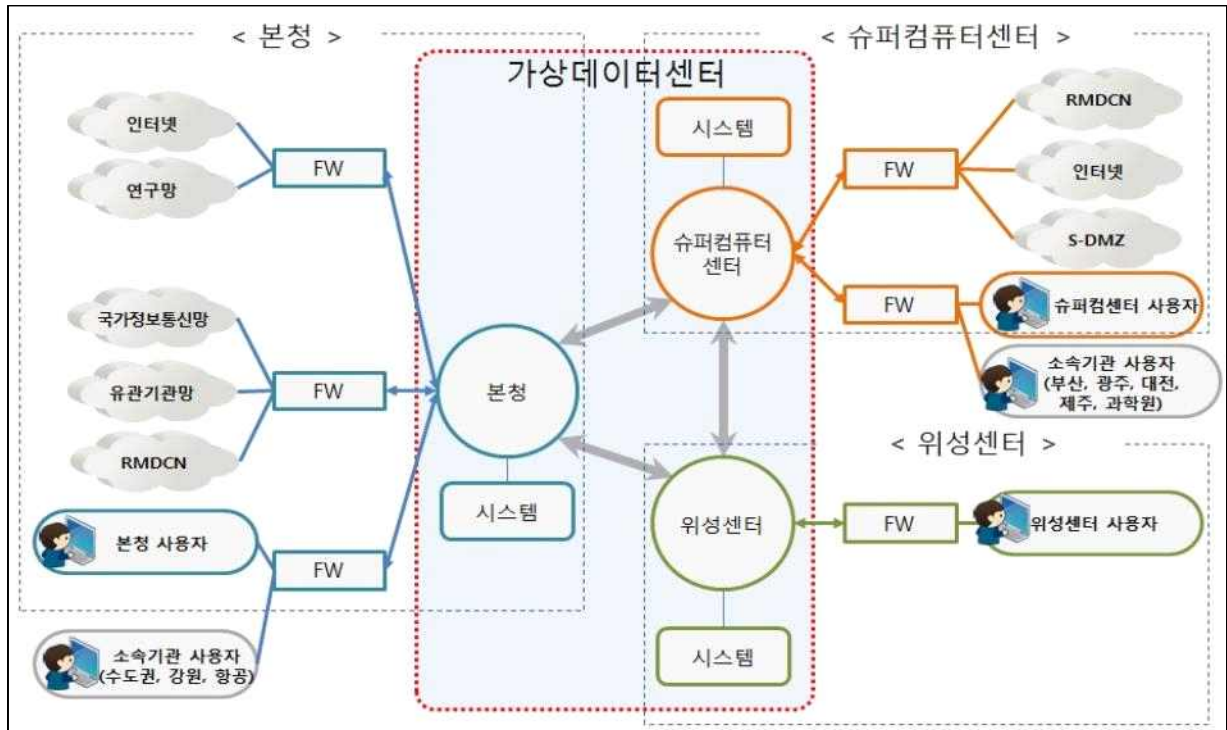 < 본청 >
인터넷
연구망
FW
국가정보통신망
유관기관망
RMDCN
FW
본청 사용자
FW
소속기관 사용자
(수도권, 강원, 항공)
가상데이터센터
본청
시스템
< 슈퍼컴퓨터센터 >
시스템
슈퍼컴퓨터
센터
FW
RMDCN
인터넷
S-DMZ
FW
슈퍼컴센터 사용자
소속기관 사용자
(부산, 광주, 대전,
제주, 과학원)
< 위성센터 >
위성센터
시스템
FW
위성센터 사용자